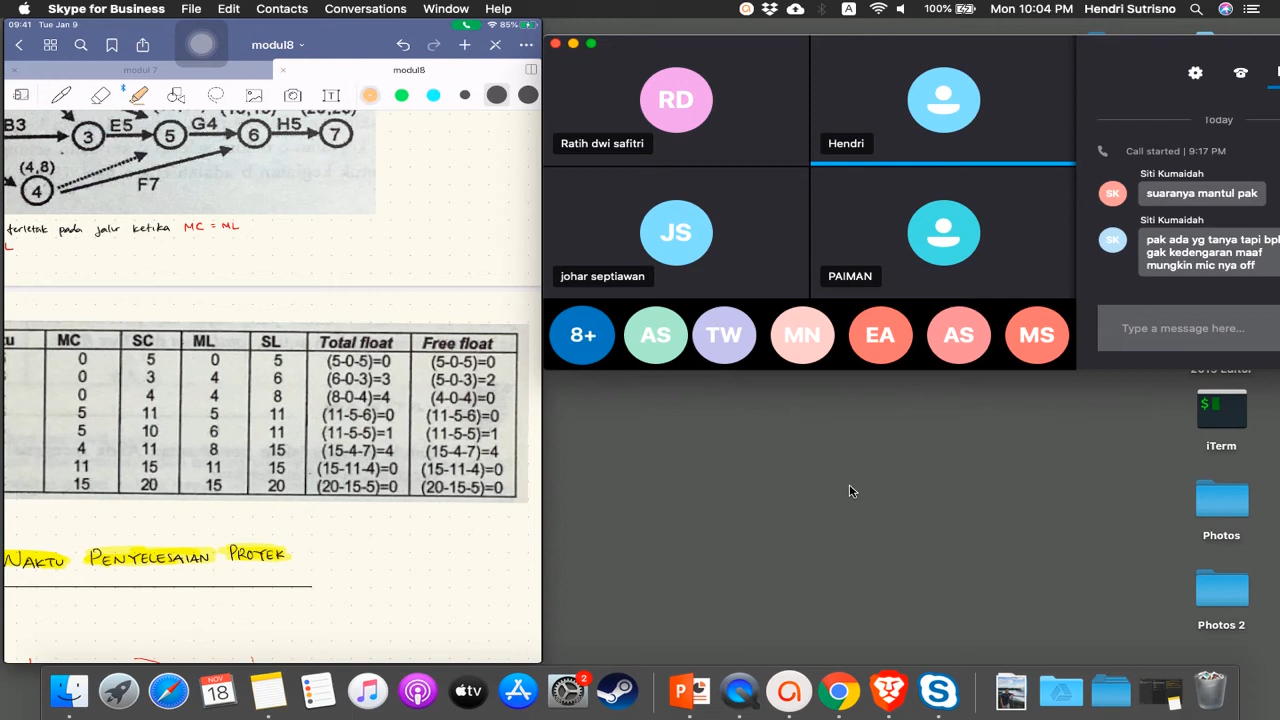 Skype for Business File Edit Contacts Conversations Window Help 100% Mon 10:04 PM Hendri Sutrisno
09:41 Tue Jan 9 85%
modul8
modul 7 modul8
B3 3 E5 5 G4 6 H5 7
(4,8)
4 F7
terletak pada jalur ketika MC = ML
L
MC SC ML SL Total float Free float
0 5 0 5 (5-0-5)=0 (5-0-5)=0
0 3 4 6 (6-0-3)=3 (5-0-3)=2
0 4 4 8 (8-0-4)=4 (4-0-4)=0
5 11 5 11 (11-5-6)=0 (11-5-6)=0
5 10 6 11 (11-5-5)=1 (11-5-5)=1
4 11 8 15 (15-4-7)=4 (15-4-7)=4
11 15 11 15 (15-11-4)=0 (15-11-4)=0
15 20 15 20 (20-15-5)=0 (20-15-5)=0
WAKTU PENYELESAIAN PROYEK
RD
Ratih dwi safitri
Hendri
JS
johar septiawan
PAIMAN
8+ AS TW MN EA AS MS
Today
Call started | 9:17 PM
Siti Kumaidah
SK suaranya mantul pak
Siti Kumaidah
SK pak ada yg tanya tapi bpk
gak kedengaran maaf
mungkin mic nya off
Type a message here...
iTerm
Photos
Photos 2
NOV
18
2